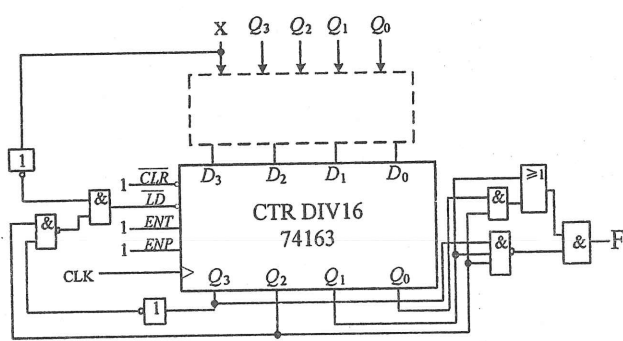 X Q₃ Q₂ Q₁ Q₀
1
1 CLR D₃ D₂ D₁ D₀
≥1
& & 1 LD
&
1 ENT CTR DIV16
& F
1 ENP 74163
&
CLK Q₃ Q₂ Q₁ Q₀
1